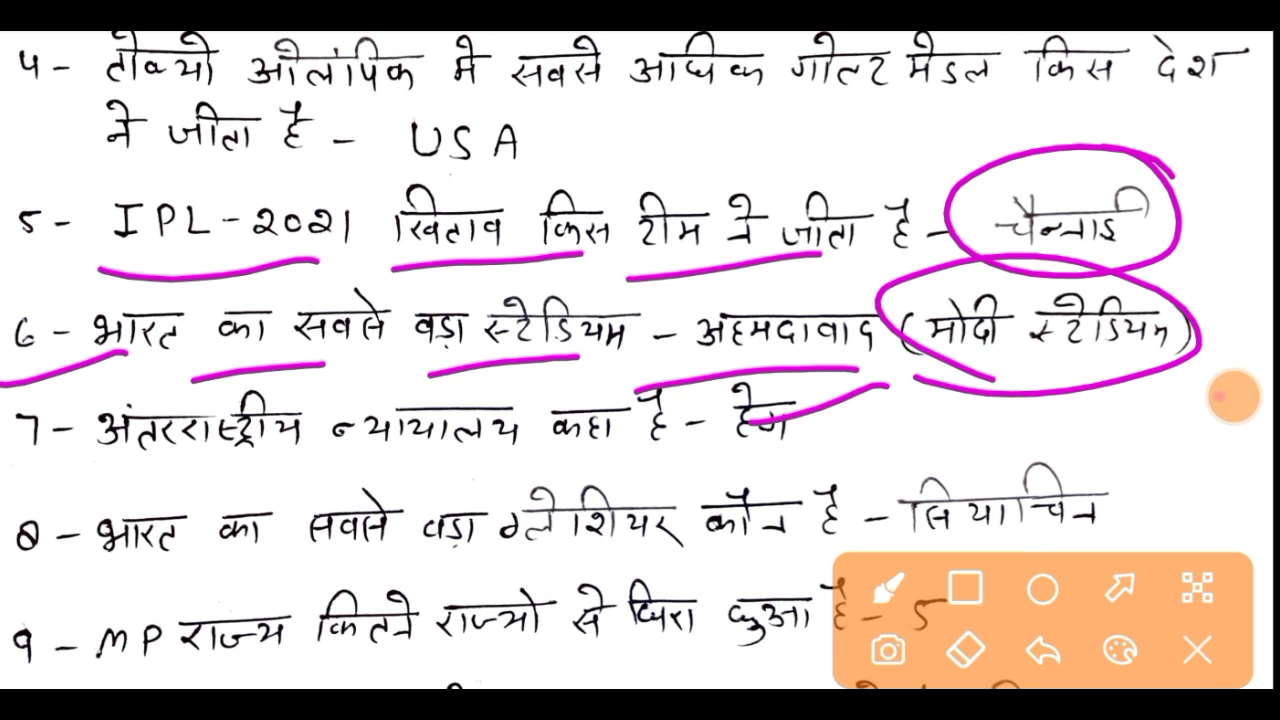 4- टोक्यो ओलंपिक मे सबसे अधिक गोल्ड मेडल किस देश
ने जीता है - USA
5- IPL-2021 खिताब किस टीम ने जीता है - चेन्नाई
6- भारत का सबसे बड़ा स्टेडियम - अहमदाबाद (मोदी स्टेडियम)
7- अंतरराष्ट्रीय न्यायालय कहा है - हेग
8- भारत का सबसे बड़ा ग्लेशियर कौन है - सियाचिन
9- MP राज्य कितने राज्यो से घिरा हुआ है - 5